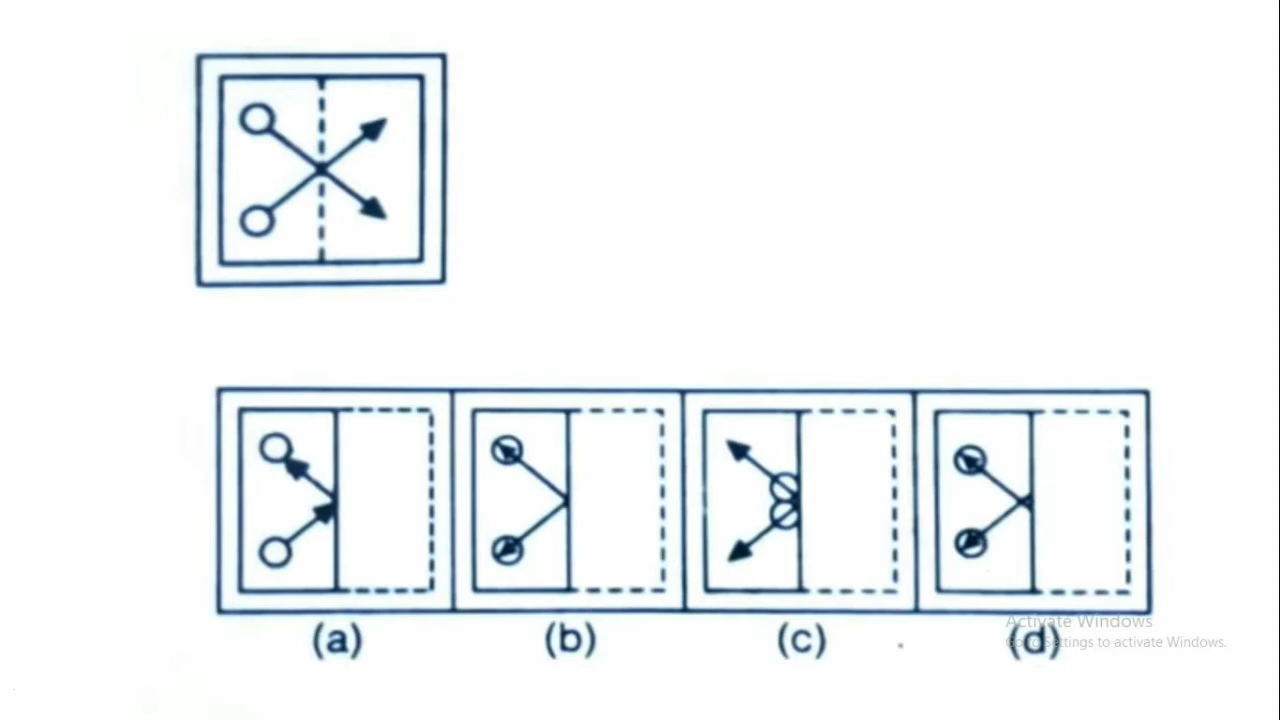 Activate Windows
Go to Settings to activate Windows.
(a) (b) (c) (d)